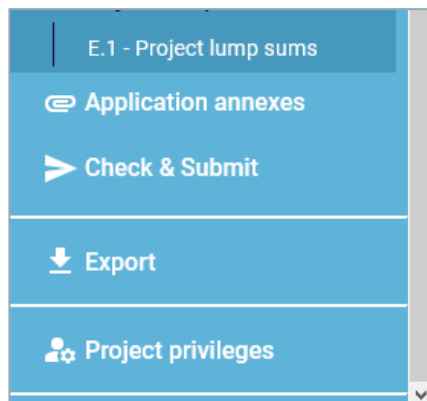 E.1 - Project lump sums
Application annexes
Check & Submit
Export
Project privileges